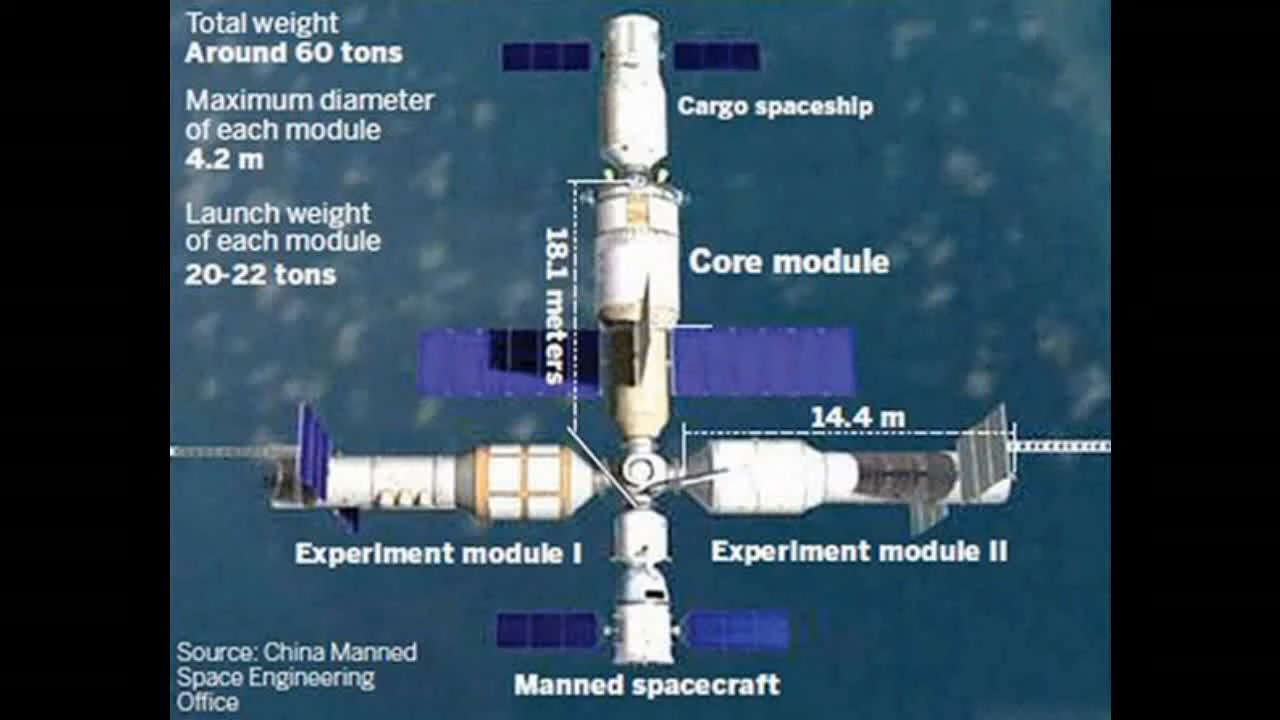 Total weight
Around 60 tons
Maximum diameter
of each module
4.2 m
Launch weight
of each module
20-22 tons
Cargo spaceship
18.1 meters
Core module
14.4 m
Experiment module I
Experiment module II
Manned spacecraft
Source: China Manned
Space Engineering
Office